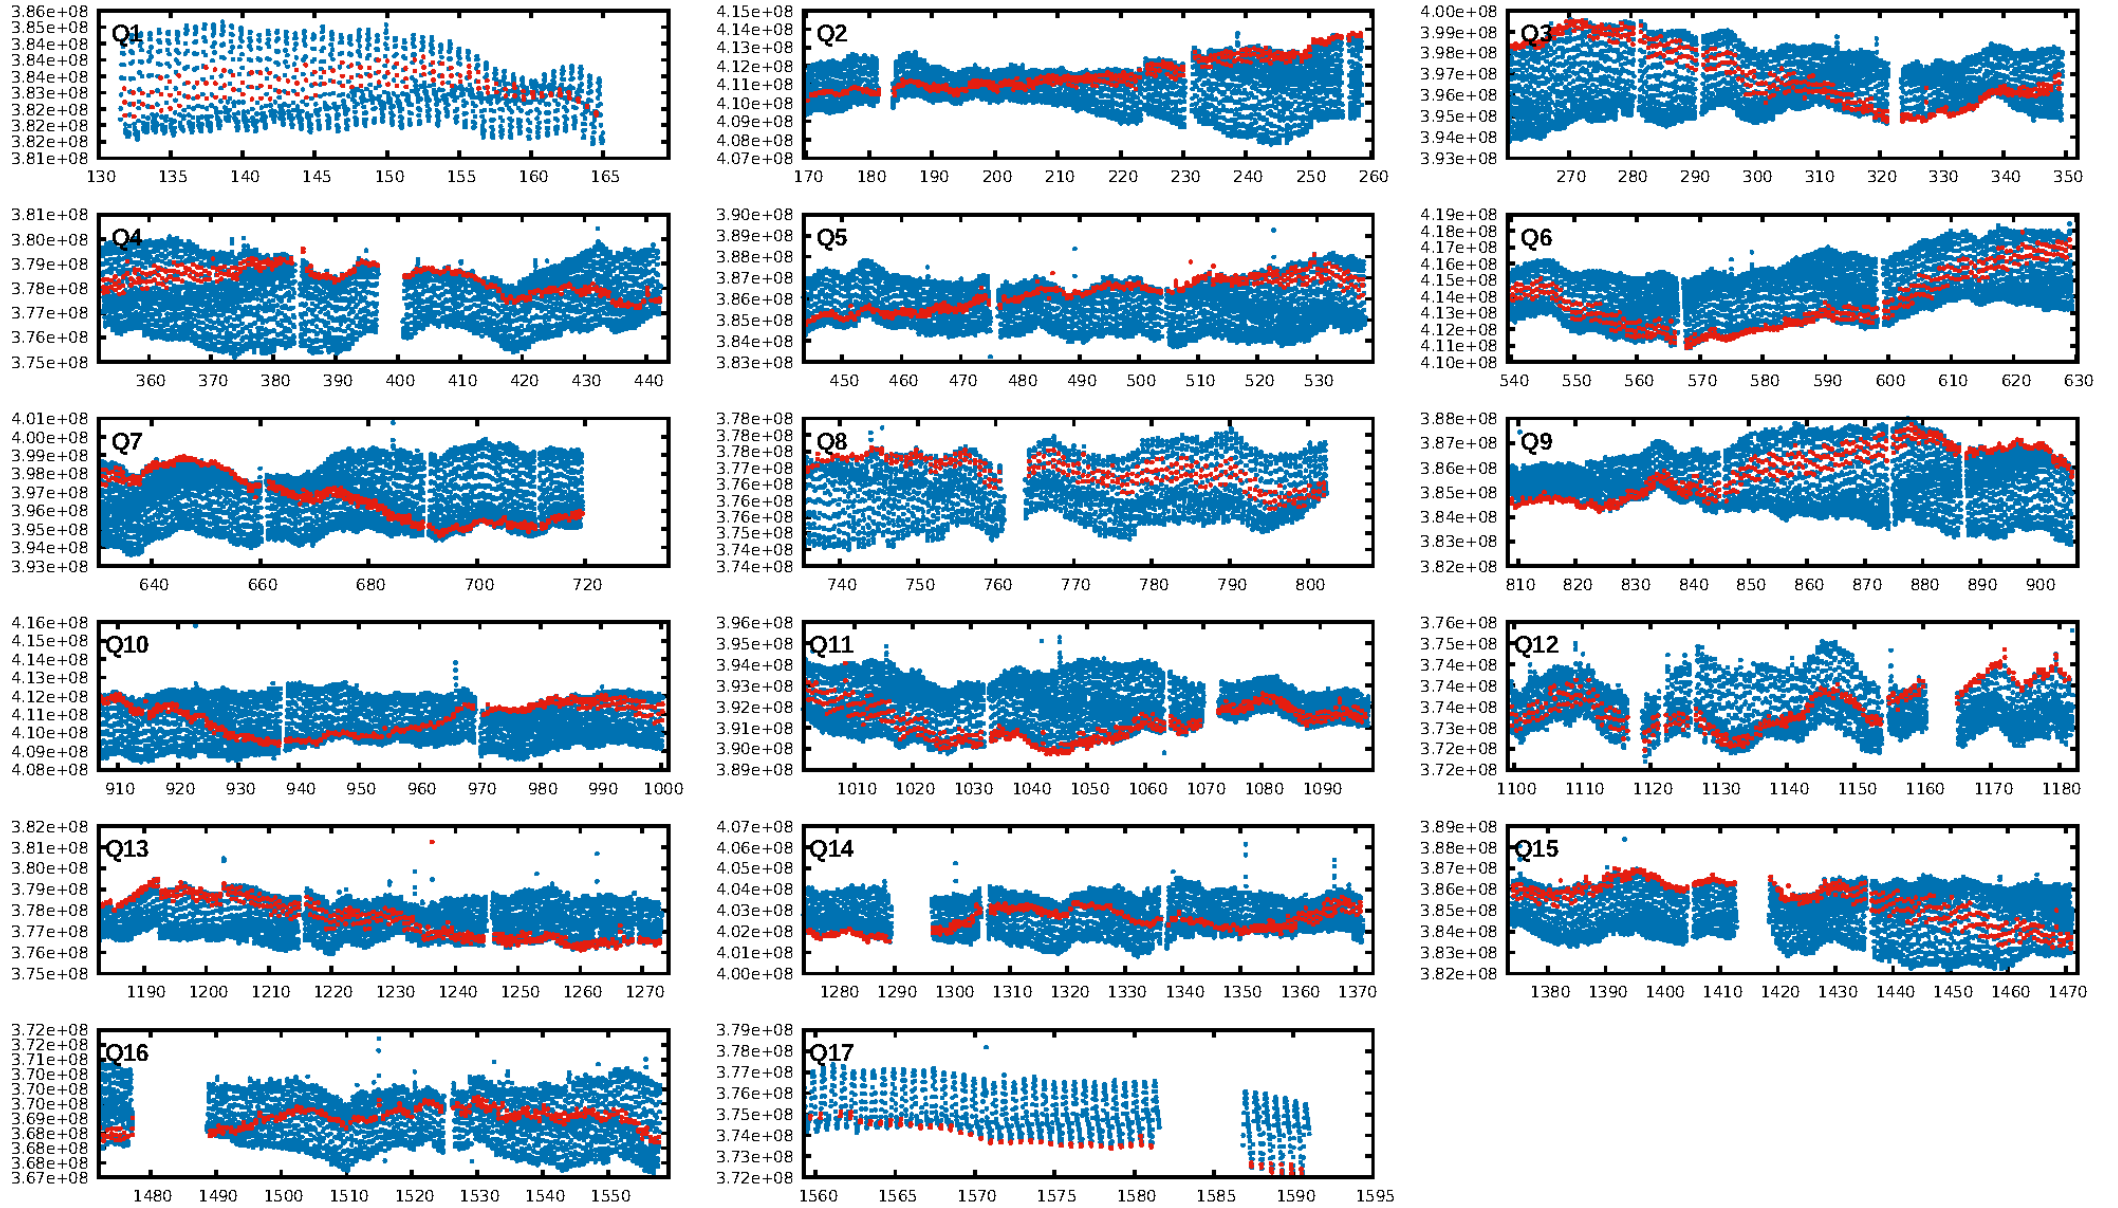 3.86e+08
3.85e+08
3.84e+08
3.84e+08
3.83e+08
3.83e+08
3.82e+08
3.82e+08
3.82e+08
3.81e+08
Q1
130 135 140 145 150 155 160 165
4.15e+08
4.14e+08
4.13e+08
4.12e+08
4.11e+08
4.10e+08
4.09e+08
4.08e+08
4.07e+08
Q2
170 180 190 200 210 220 230 240 250 260
4.00e+08
3.99e+08
3.98e+08
3.97e+08
3.96e+08
3.95e+08
3.94e+08
3.93e+08
Q3
270 280 290 300 310 320 330 340 350
3.81e+08
3.80e+08
3.79e+08
3.78e+08
3.77e+08
3.76e+08
3.75e+08
Q4
360 370 380 390 400 410 420 430 440
3.90e+08
3.89e+08
3.88e+08
3.87e+08
3.86e+08
3.85e+08
3.84e+08
3.83e+08
Q5
450 460 470 480 490 500 510 520 530
4.19e+08
4.18e+08
4.17e+08
4.16e+08
4.15e+08
4.14e+08
4.13e+08
4.12e+08
4.11e+08
4.10e+08
Q6
540 550 560 570 580 590 600 610 620 630
4.01e+08
4.00e+08
3.99e+08
3.98e+08
3.97e+08
3.96e+08
3.95e+08
3.94e+08
3.93e+08
Q7
640 660 680 700 720
3.78e+08
3.78e+08
3.77e+08
3.77e+08
3.76e+08
3.76e+08
3.76e+08
3.75e+08
3.74e+08
3.74e+08
Q8
740 750 760 770 780 790 800
3.88e+08
3.87e+08
3.86e+08
3.85e+08
3.84e+08
3.83e+08
3.82e+08
Q9
810 820 830 840 850 860 870 880 890 900
4.16e+08
4.15e+08
4.14e+08
4.13e+08
4.12e+08
4.11e+08
4.10e+08
4.09e+08
4.08e+08
Q10
910 920 930 940 950 960 970 980 990 1000
3.96e+08
3.95e+08
3.94e+08
3.93e+08
3.92e+08
3.91e+08
3.90e+08
3.89e+08
Q11
1010 1020 1030 1040 1050 1060 1070 1080 1090
3.76e+08
3.75e+08
3.74e+08
3.74e+08
3.73e+08
3.72e+08
3.72e+08
Q12
1100 1110 1120 1130 1140 1150 1160 1170 1180
3.82e+08
3.81e+08
3.80e+08
3.79e+08
3.78e+08
3.77e+08
3.76e+08
3.75e+08
Q13
1190 1200 1210 1220 1230 1240 1250 1260 1270
4.07e+08
4.06e+08
4.05e+08
4.04e+08
4.03e+08
4.02e+08
4.01e+08
4.00e+08
Q14
1280 1290 1300 1310 1320 1330 1340 1350 1360 1370
3.89e+08
3.88e+08
3.87e+08
3.86e+08
3.85e+08
3.84e+08
3.83e+08
3.82e+08
Q15
1380 1390 1400 1410 1420 1430 1440 1450 1460 1470
3.72e+08
3.72e+08
3.71e+08
3.71e+08
3.70e+08
3.70e+08
3.69e+08
3.68e+08
3.68e+08
3.67e+08
Q16
1480 1490 1500 1510 1520 1530 1540 1550
3.79e+08
3.78e+08
3.77e+08
3.76e+08
3.75e+08
3.74e+08
3.73e+08
3.72e+08
Q17
1560 1565 1570 1575 1580 1585 1590 1595